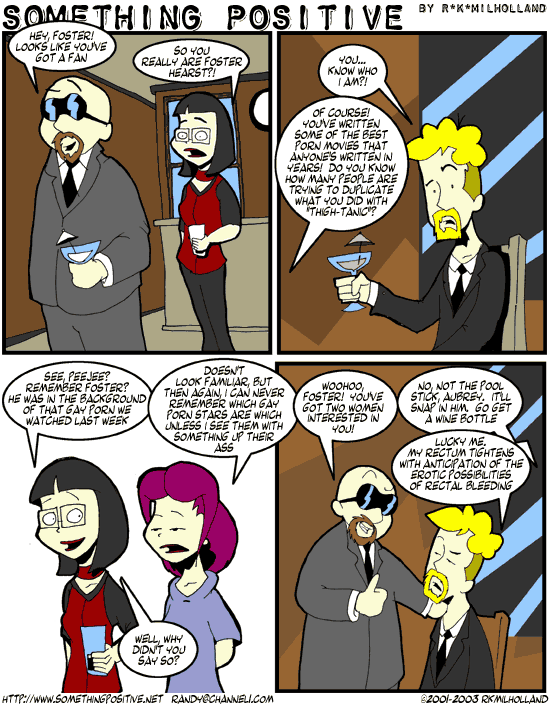 SOMETHING POSITIVE
BY R*K*MILHOLLAND
HEY, FOSTER!
LOOKS LIKE YOU'VE
GOT A FAN
SO YOU
REALLY ARE FOSTER
HEARST?!
YOU...
KNOW WHO
I AM?!
OF COURSE!
YOU'VE WRITTEN
SOME OF THE BEST
PORN MOVIES THAT
ANYONE'S WRITTEN IN
YEARS! DO YOU KNOW
HOW MANY PEOPLE ARE
TRYING TO DUPLICATE
WHAT YOU DID WITH
"THIGH-TANIC"?
SEE, PEEJEE?
REMEMBER FOSTER?
HE WAS IN THE BACKGROUND
OF THAT GAY PORN WE
WATCHED LAST WEEK
DOESN'T
LOOK FAMILIAR, BUT
THEN AGAIN, I CAN NEVER
REMEMBER WHICH GAY
PORN STARS ARE WHICH
UNLESS I SEE THEM WITH
SOMETHING UP THEIR
ASS
WELL, WHY
DIDN'T YOU
SAY SO?
WOOHOO,
FOSTER! YOU'VE
GOT TWO WOMEN
INTERESTED IN
YOU!
NO, NOT THE POOL
STICK, AUBREY. IT'LL
SNAP IN HIM. GO GET
A WINE BOTTLE
LUCKY ME.
MY RECTUM TIGHTENS
WITH ANTICIPATION OF THE
EROTIC POSSIBILITIES
OF RECTAL BLEEDING
HTTP://WWW.SOMETHINGPOSITIVE.NET RANDY@CHANNEL1.COM
©2001-2003 RKMILHOLLAND